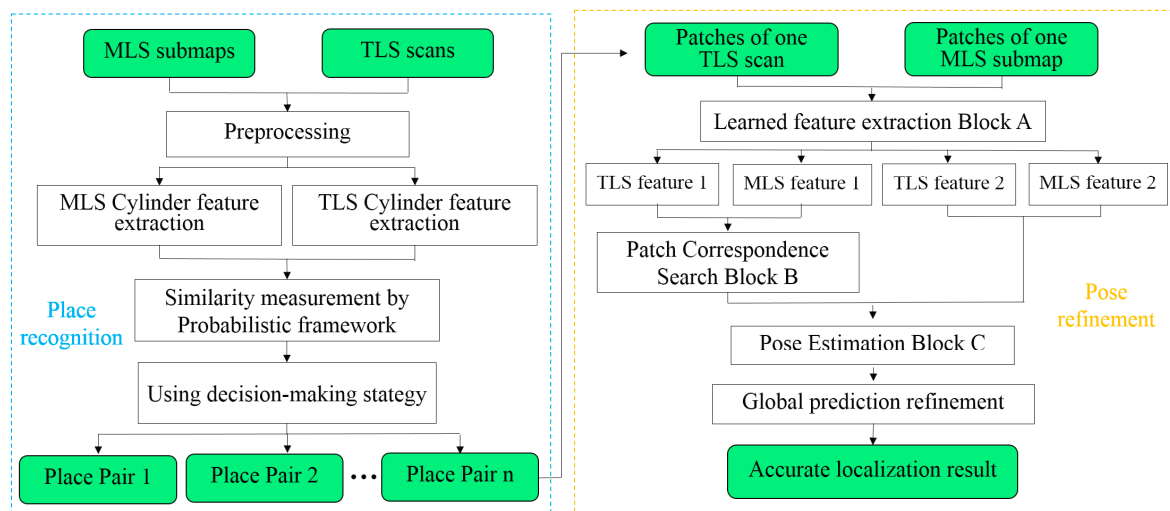 MLS submaps
TLS scans
Preprocessing
MLS Cylinder feature
extraction
TLS Cylinder feature
extraction
Similarity measurement by
Probabilistic framework
Place
recognition
Using decision-making stategy
Place Pair 1
Place Pair 2
•••
Place Pair n
Patches of one
TLS scan
Patches of one
MLS submap
Learned feature extraction Block A
TLS feature 1
MLS feature 1
TLS feature 2
MLS feature 2
Patch Correspondence
Search Block B
Pose
refinement
Pose Estimation Block C
Global prediction refinement
Accurate localization result